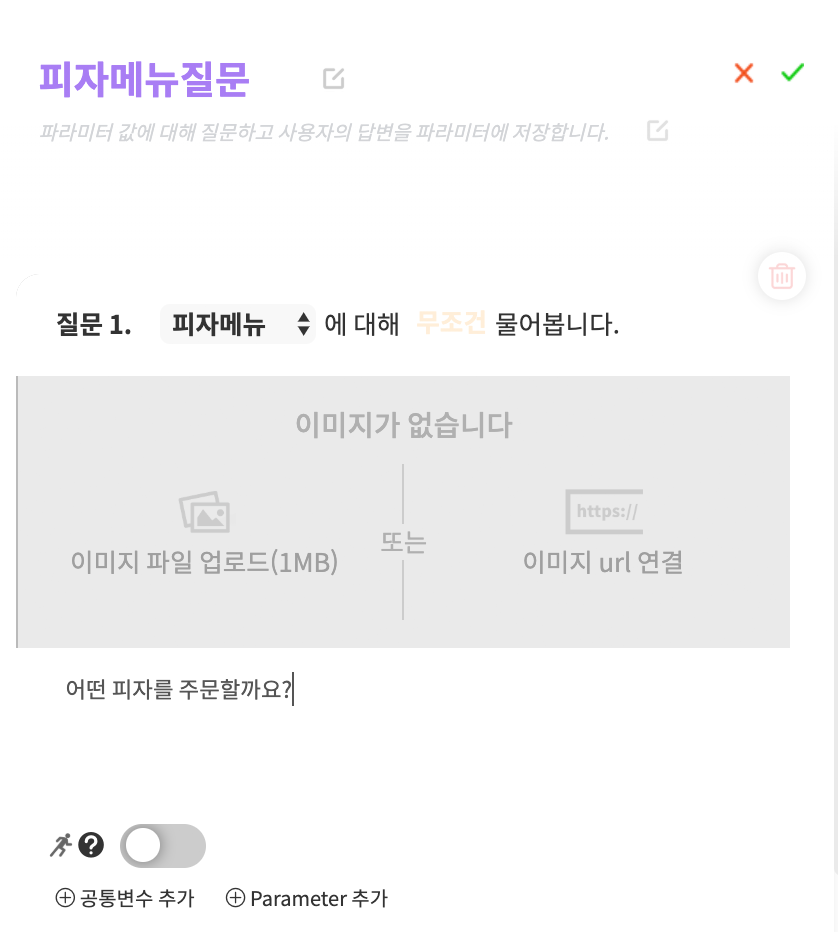 피자메뉴질문
파라미터 값에 대해 질문하고 사용자의 답변을 파라미터에 저장합니다.
질문 1. 피자메뉴 에 대해 무조건 물어봅니다.
이미지가 없습니다
https://
또는
이미지 파일 업로드(1MB)
이미지 url 연결
어떤 피자를 주문할까요?
?
공통변수 추가
Parameter 추가